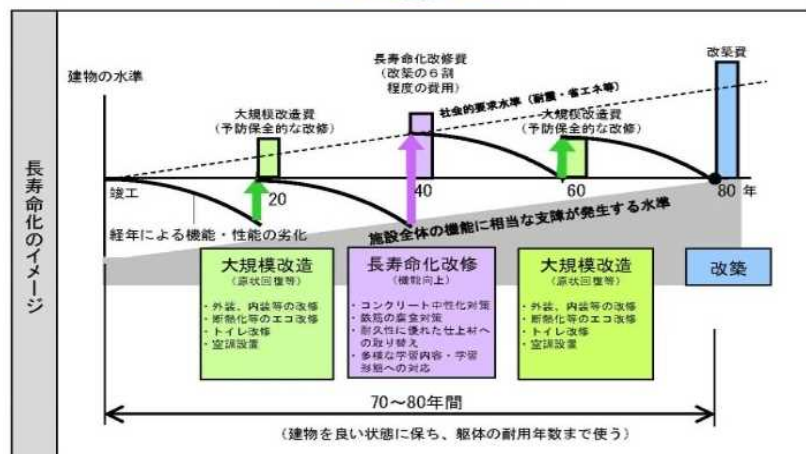 長寿命化のイメージ
建物の水準
大規模改造費
(予防保全的な改修)
長寿命化改修費
(改築の6割
程度の費用)
社会的要求水準(耐震・省エネ等)
大規模改造費
(予防保全的な改修)
改築費
竣工
20
40
60
80 年
経年による機能・性能の劣化
施設全体の機能に相当な支障が発生する水準
大規模改造
(原状回復等)
・外装、内装等の改修
・断熱化等のエコ改修
・トイレ改修
・空調設置
長寿命化改修
(機能向上)
・コンクリート中性化対策
・鉄筋の腐食対策
・耐久性に優れた仕上材へ
の取り替え
・多様な学習内容・学習
形態への対応
大規模改造
(原状回復等)
・外装、内装等の改修
・断熱化等のエコ改修
・トイレ改修
・空調設置
改築
70～80年間
(建物を良い状態に保ち、躯体の耐用年数まで使う)